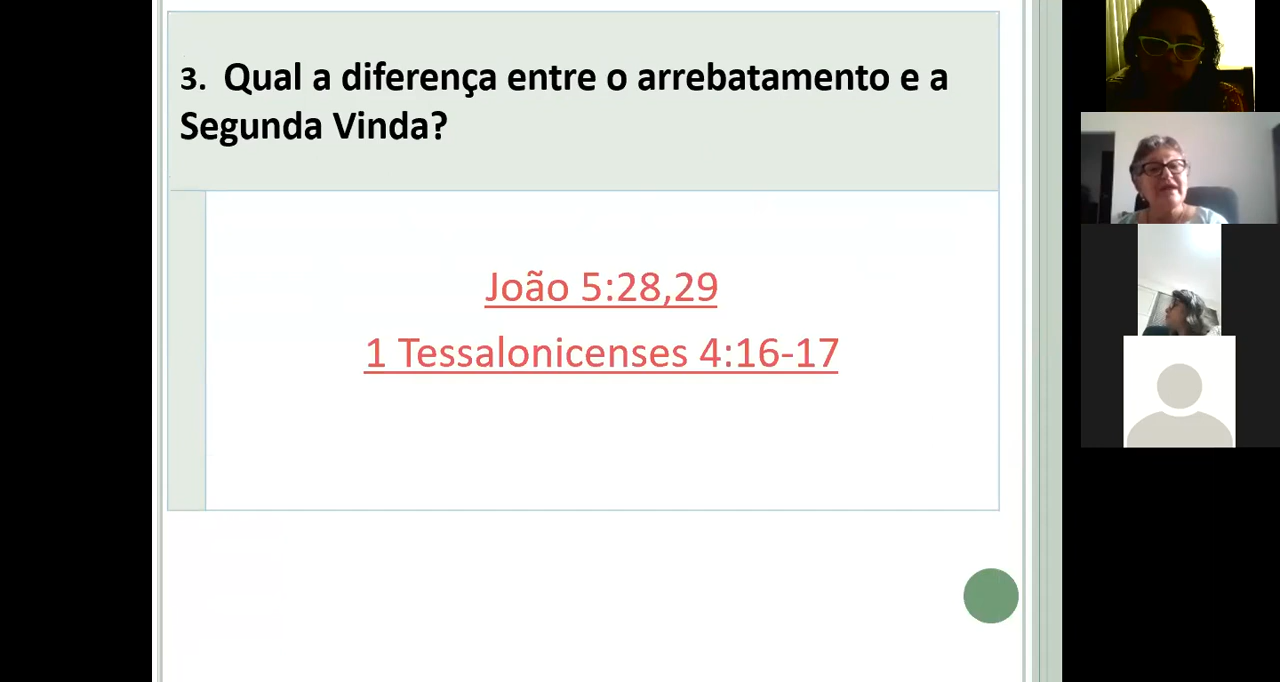 3. Qual a diferença entre o arrebatamento e a
Segunda Vinda?
João 5:28,29
1 Tessalonicenses 4:16-17